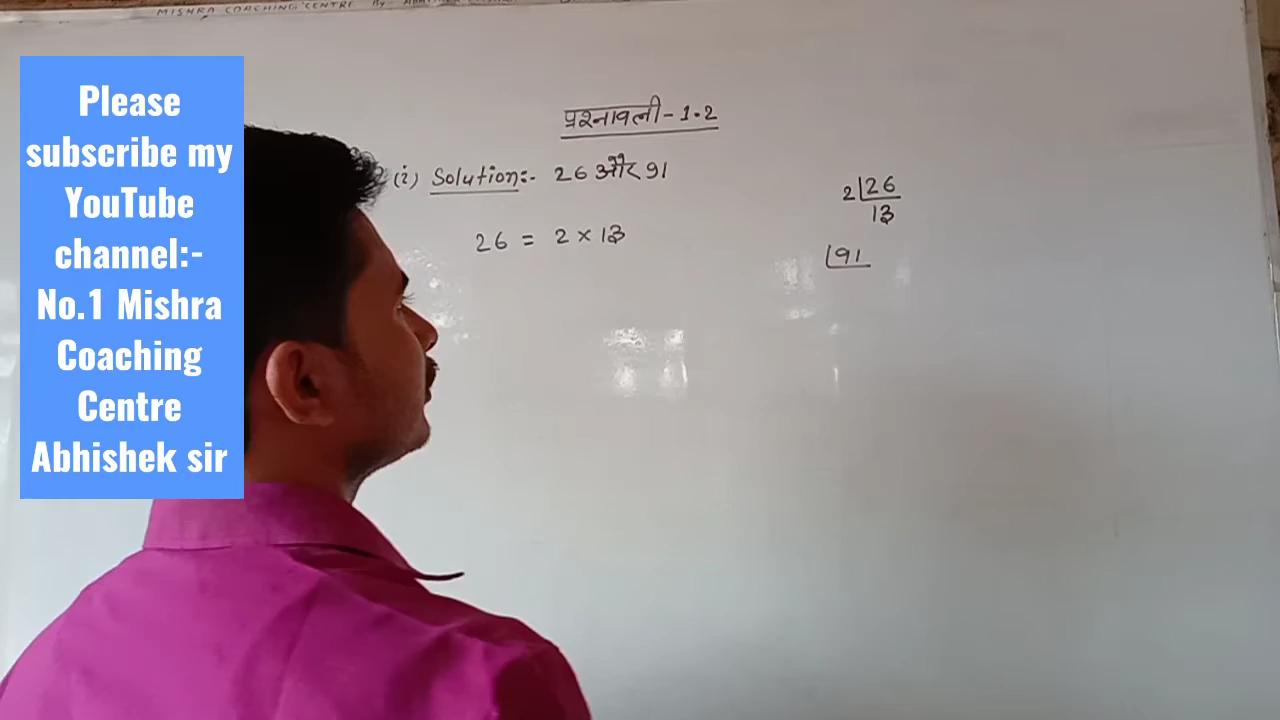 MISHRA COACHING CENTRE By-
Please
subscribe my
YouTube
channel:-
No.1 Mishra
Coaching
Centre
Abhishek sir
प्रश्नावली - 1.2
(i) Solution:- 26 और 91
26 = 2 × 13
2 26
13
91